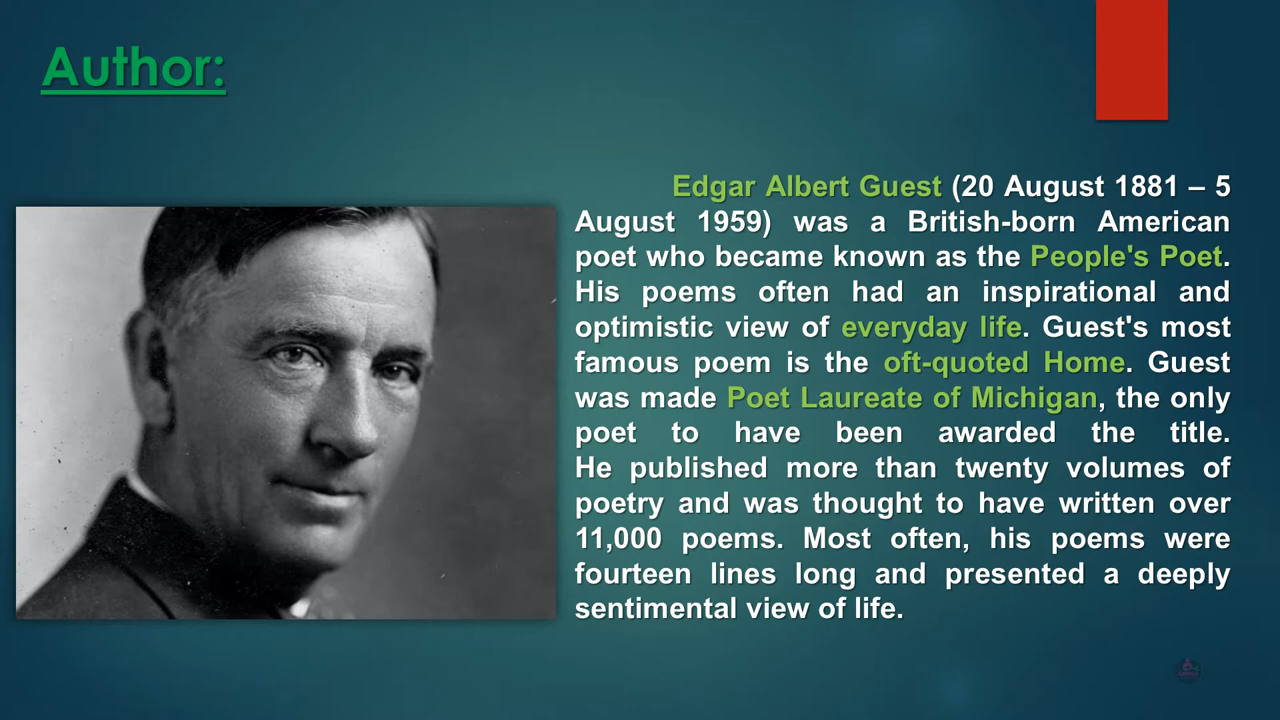 Author:
Edgar Albert Guest (20 August 1881 – 5
August 1959) was a British-born American
poet who became known as the People's Poet.
His poems often had an inspirational and
optimistic view of everyday life. Guest's most
famous poem is the oft-quoted Home. Guest
was made Poet Laureate of Michigan, the only
poet to have been awarded the title.
He published more than twenty volumes of
poetry and was thought to have written over
11,000 poems. Most often, his poems were
fourteen lines long and presented a deeply
sentimental view of life.